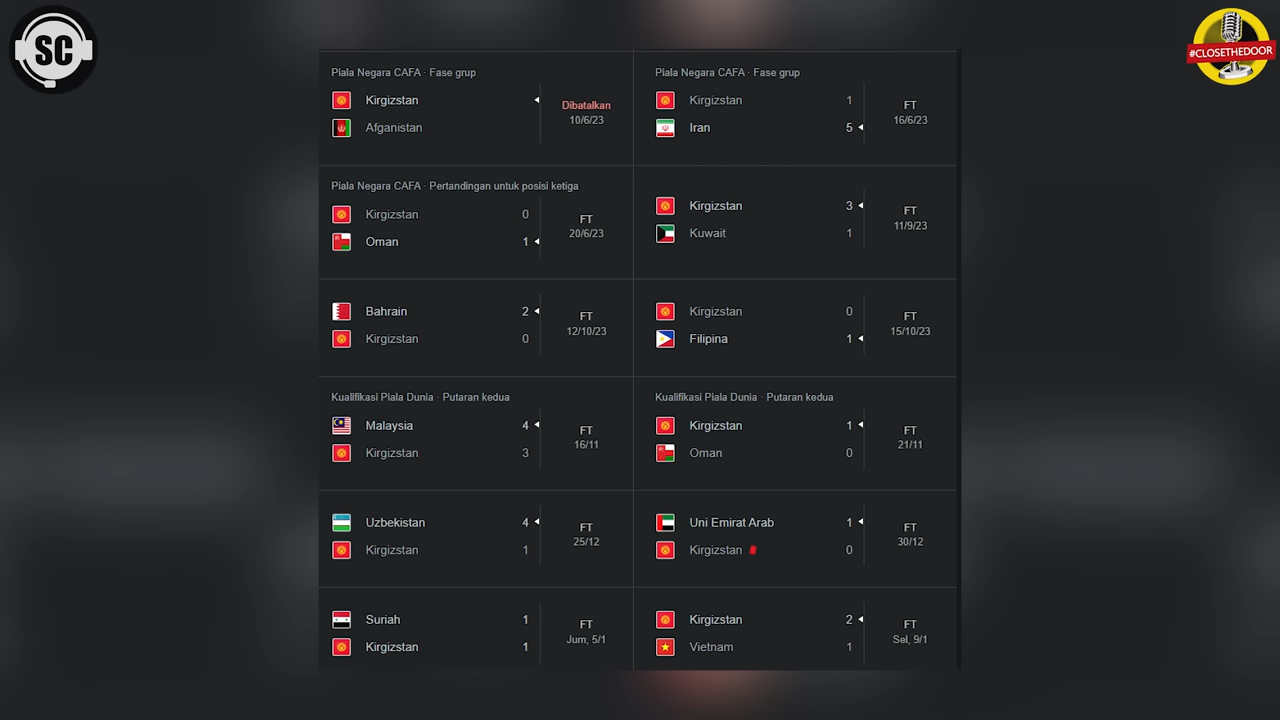 SC
#CLOSETHEDOOR
Piala Negara CAFA · Fase grup
Kirgizstan
Afganistan
Dibatalkan
10/6/23
Piala Negara CAFA · Fase grup
Kirgizstan 1
Iran 5
FT
16/6/23
Piala Negara CAFA · Pertandingan untuk posisi ketiga
Kirgizstan 0
Oman 1
FT
20/6/23
Kirgizstan 3
Kuwait 1
FT
11/9/23
Bahrain 2
Kirgizstan 0
FT
12/10/23
Kirgizstan 0
Filipina 1
FT
15/10/23
Kualifikasi Piala Dunia · Putaran kedua
Malaysia 4
Kirgizstan 3
FT
16/11
Kualifikasi Piala Dunia · Putaran kedua
Kirgizstan 1
Oman 0
FT
21/11
Uzbekistan 4
Kirgizstan 1
FT
25/12
Uni Emirat Arab 1
Kirgizstan 0
FT
30/12
Suriah 1
Kirgizstan 1
FT
Jum, 5/1
Kirgizstan 2
Vietnam 1
FT
Sel, 9/1